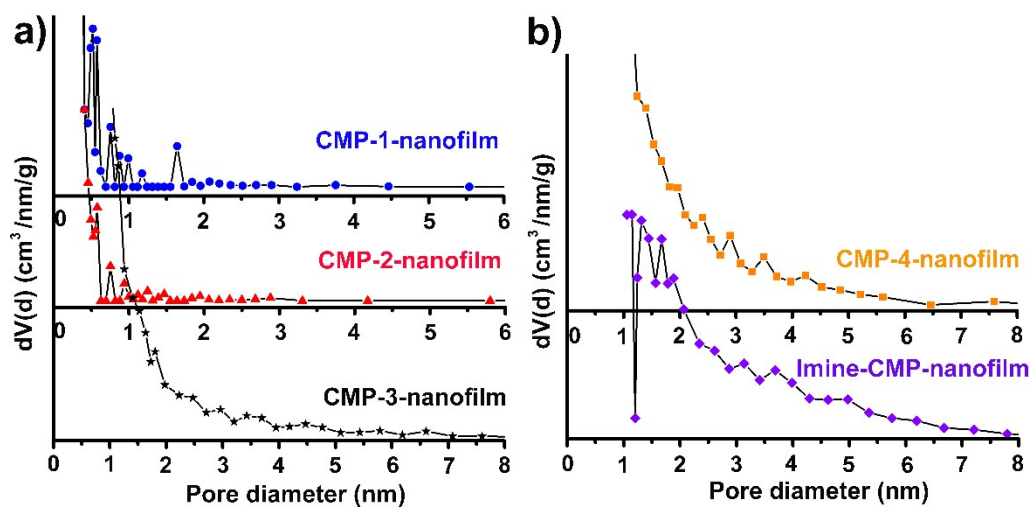 a)
dV(d) (cm³/nm/g)
CMP-1-nanofilm
0 1 2 3 4 5 6
CMP-2-nanofilm
0 1 2 3 4 5 6
CMP-3-nanofilm
0 1 2 3 4 5 6 7 8
Pore diameter (nm)
b)
dV(d) (cm³/nm/g)
CMP-4-nanofilm
0 1 2 3 4 5 6 7 8
Imine-CMP-nanofilm
0 1 2 3 4 5 6 7 8
Pore diameter (nm)